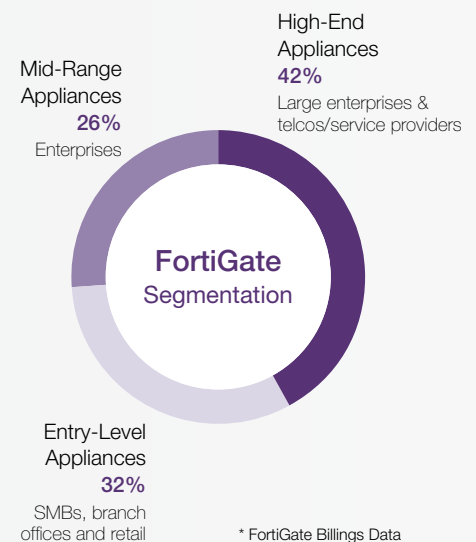 High-End
Appliances
42%
Large enterprises &
telcos/service providers
Mid-Range
Appliances
26%
Enterprises
FortiGate
Segmentation
Entry-Level
Appliances
32%
SMBs, branch
offices and retail
* FortiGate Billings Data